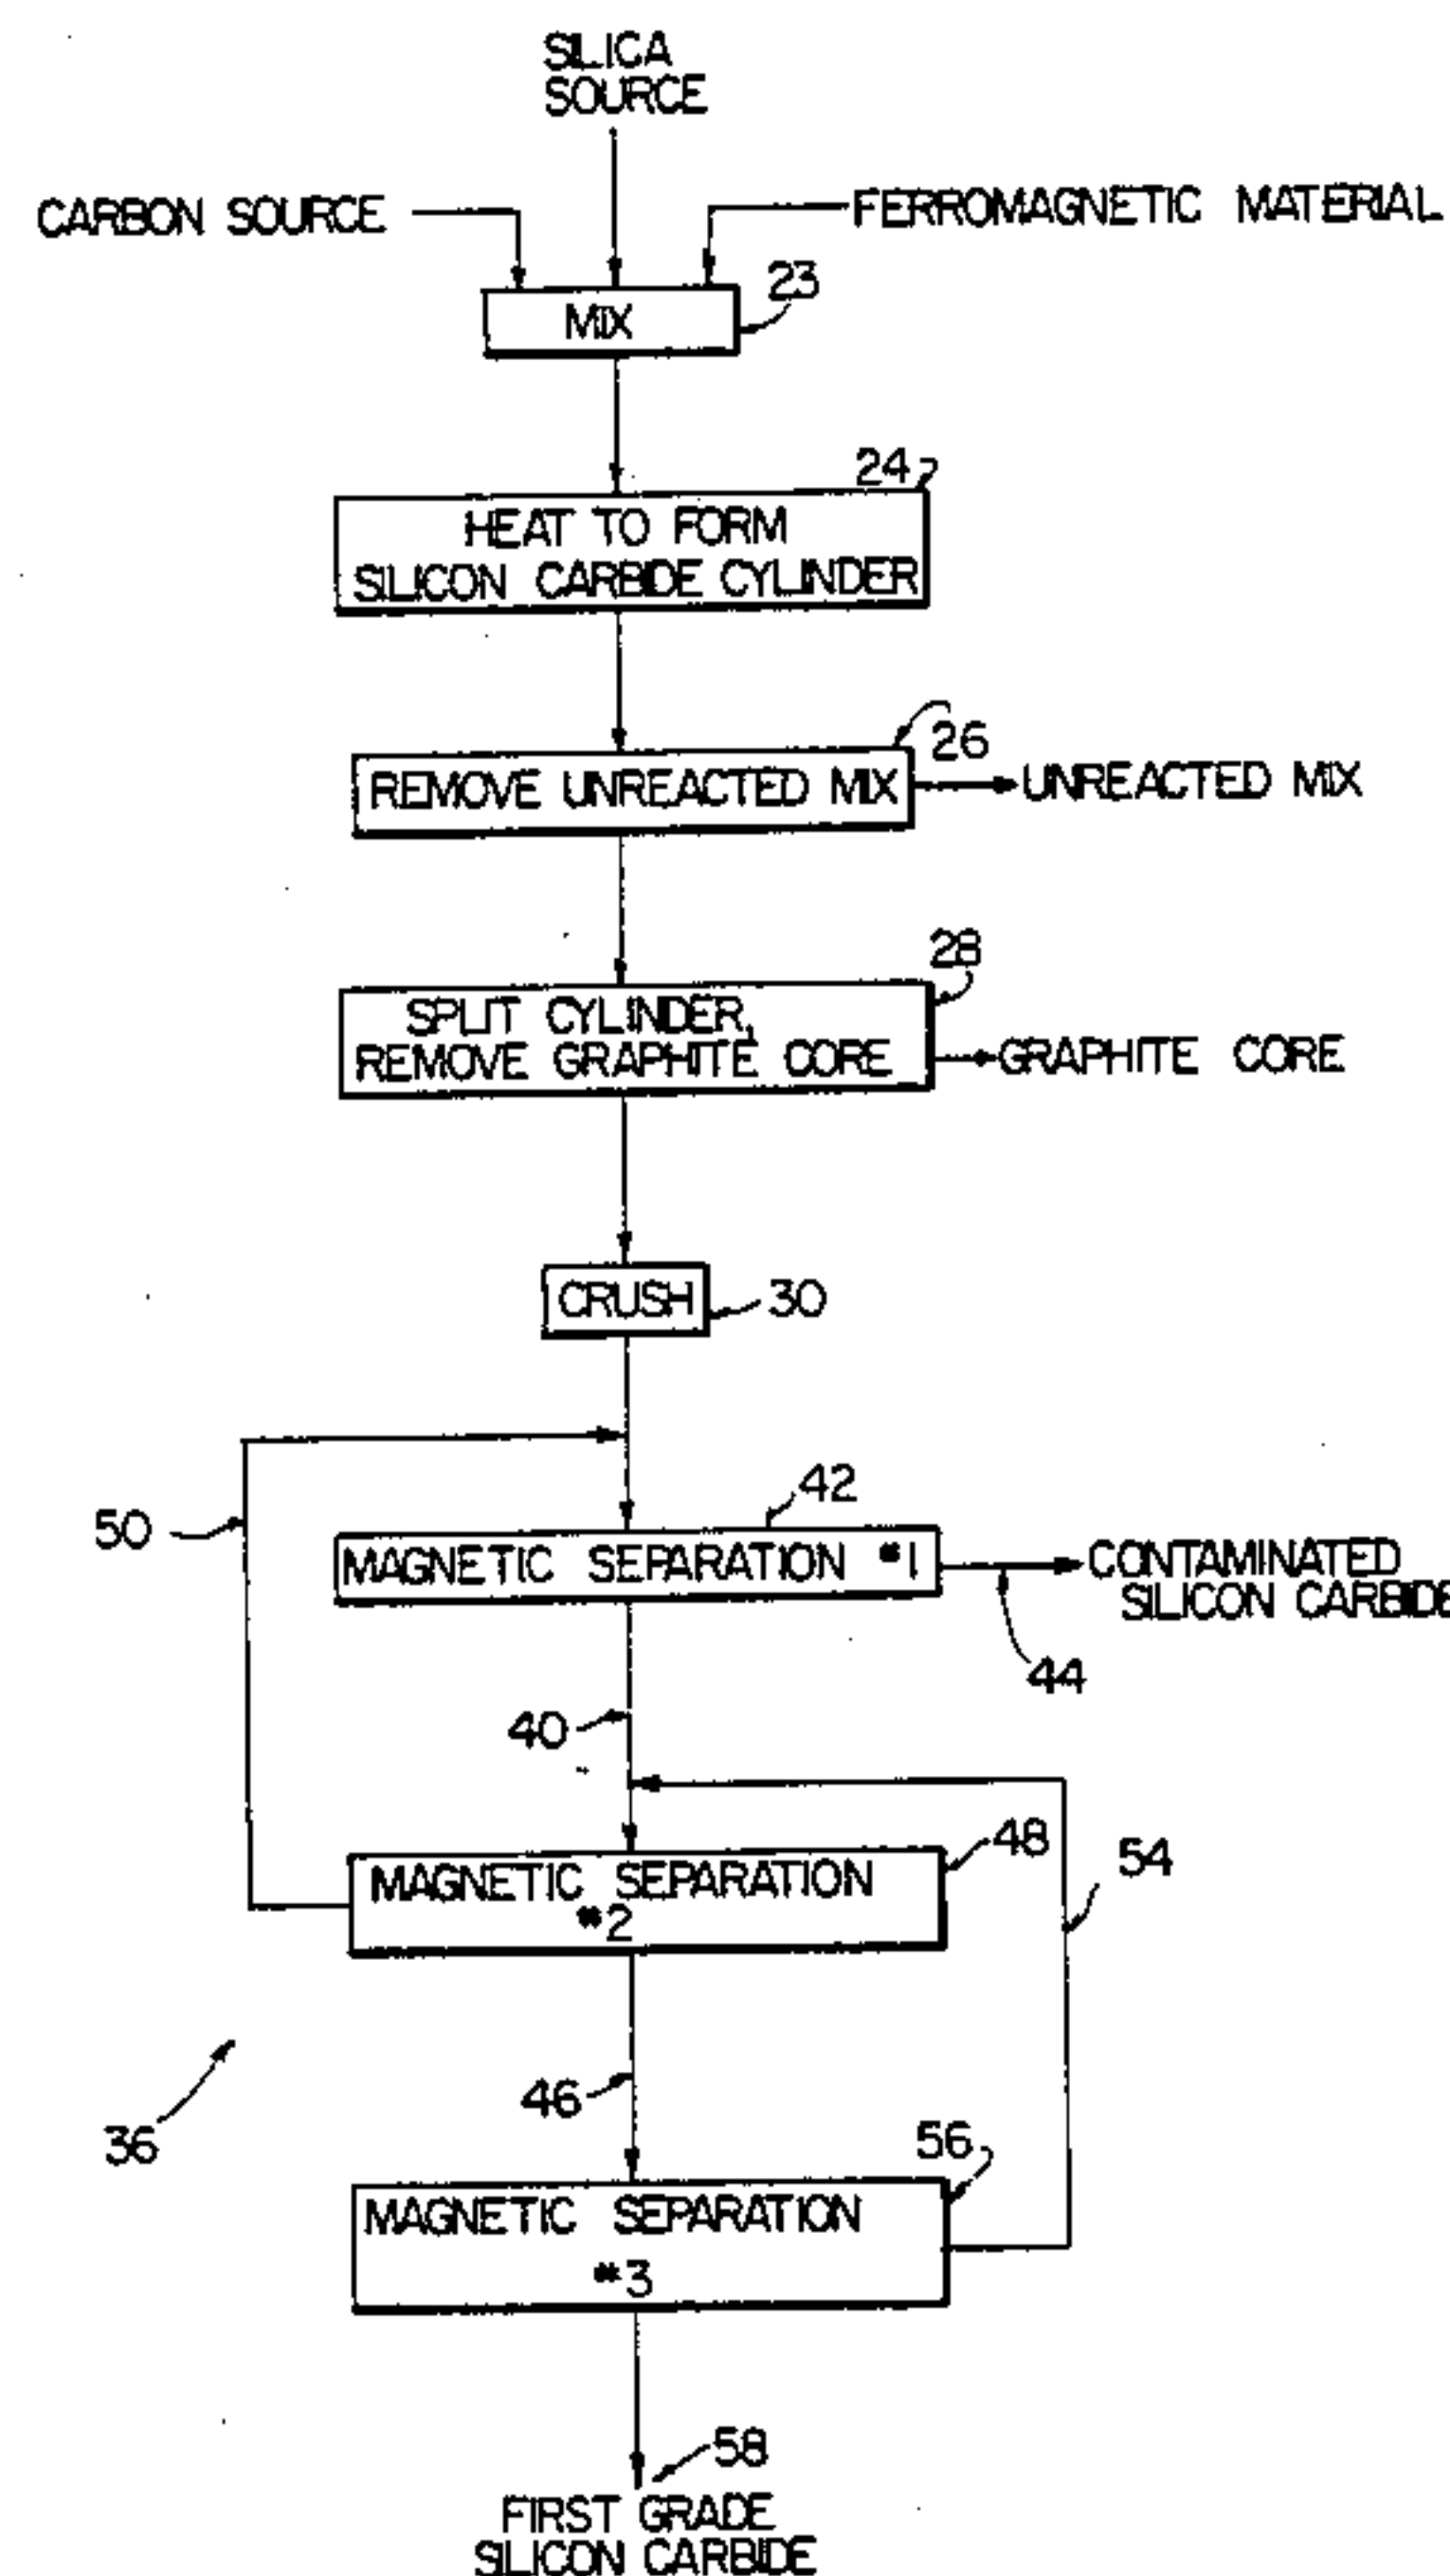 SILICA
SOURCE
CARBON SOURCE
FERROMAGNETIC MATERIAL
23
MIX
24
HEAT TO FORM
SILICON CARBIDE CYLINDER
26
REMOVE UNREACTED MIX
UNREACTED MIX
28
SPLIT CYLINDER,
REMOVE GRAPHITE CORE
GRAPHITE CORE
CRUSH
30
50
42
MAGNETIC SEPARATION #1
CONTAMINATED
SILICON CARBIDE
44
40
48
54
MAGNETIC SEPARATION
#2
46
36
56
MAGNETIC SEPARATION
#3
58
FIRST GRADE
SILICON CARBIDE